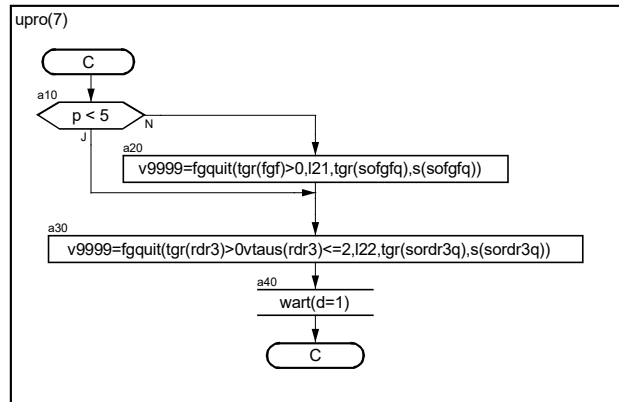 upro(7)
C
a10
p < 5
N
J
a20
v9999=fgquit(tgr(fgf)>0,l21,tgr(sofgfq),s(sofgfq))
a30
v9999=fgquit(tgr(rdr3)>0vtaus(rdr3)<=2,l22,tgr(sordr3q),s(sordr3q))
a40
wart(d=1)
C